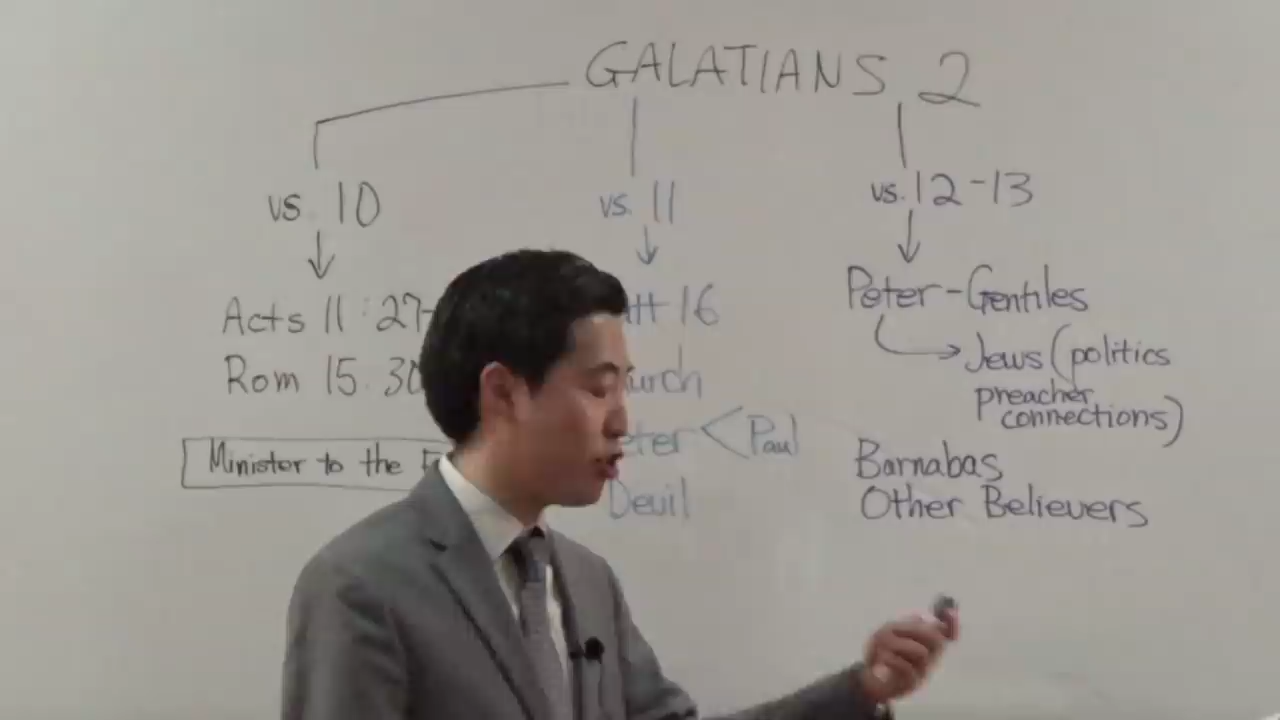 GALATIANS 2
vs. 10
Acts 11:27-
Rom 15:30
Minister to the
vs. 11
16
Paul
Devil
vs. 12-13
Peter-Gentiles
Jews (politics
preacher
connections)
Barnabas
Other Believers